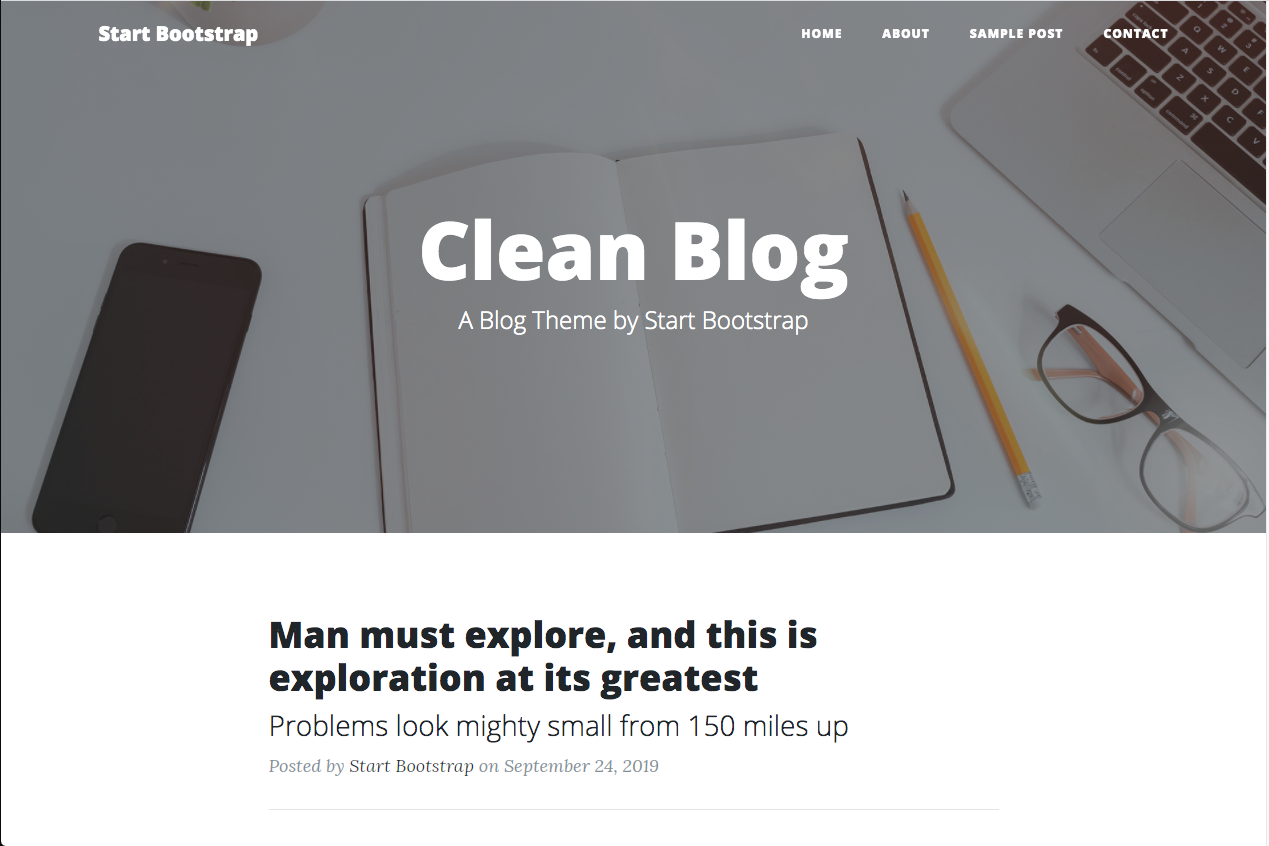 Start Bootstrap
HOME ABOUT SAMPLE POST CONTACT
Clean Blog
A Blog Theme by Start Bootstrap
Man must explore, and this is
exploration at its greatest
Problems look mighty small from 150 miles up
Posted by Start Bootstrap on September 24, 2019